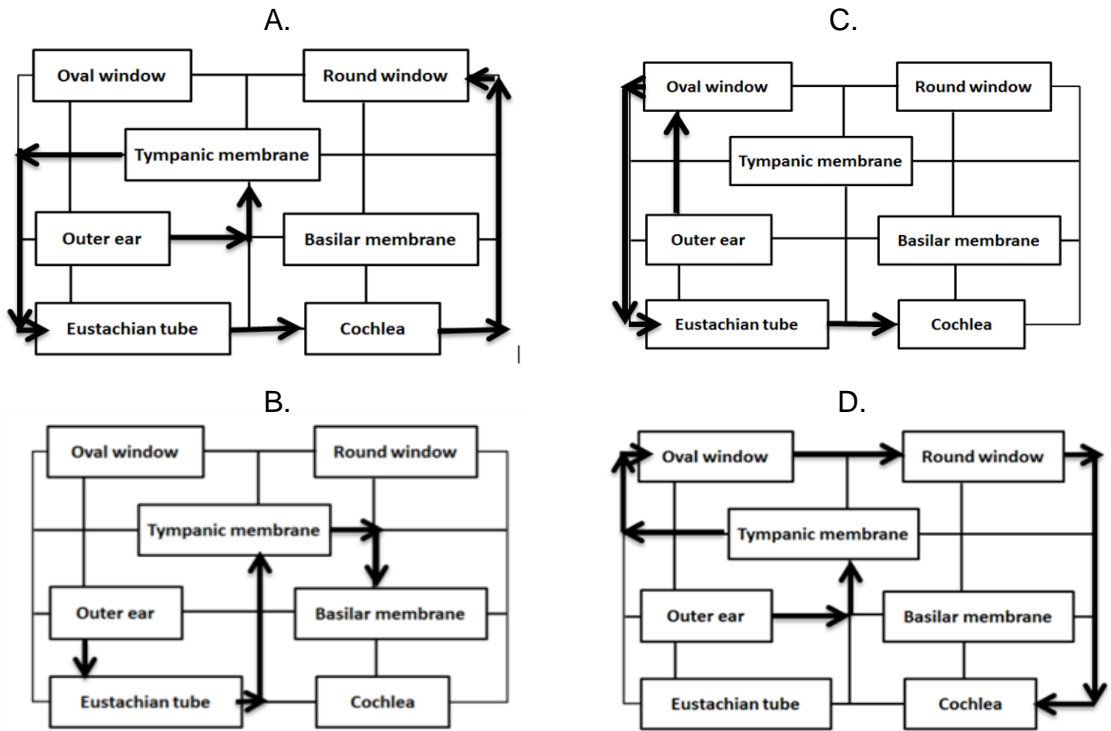 A.
Oval window
Round window
Tympanic membrane
Outer ear
Basilar membrane
Eustachian tube
Cochlea
C.
Oval window
Round window
Tympanic membrane
Outer ear
Basilar membrane
Eustachian tube
Cochlea
B.
Oval window
Round window
Tympanic membrane
Outer ear
Basilar membrane
Eustachian tube
Cochlea
D.
Oval window
Round window
Tympanic membrane
Outer ear
Basilar membrane
Eustachian tube
Cochlea